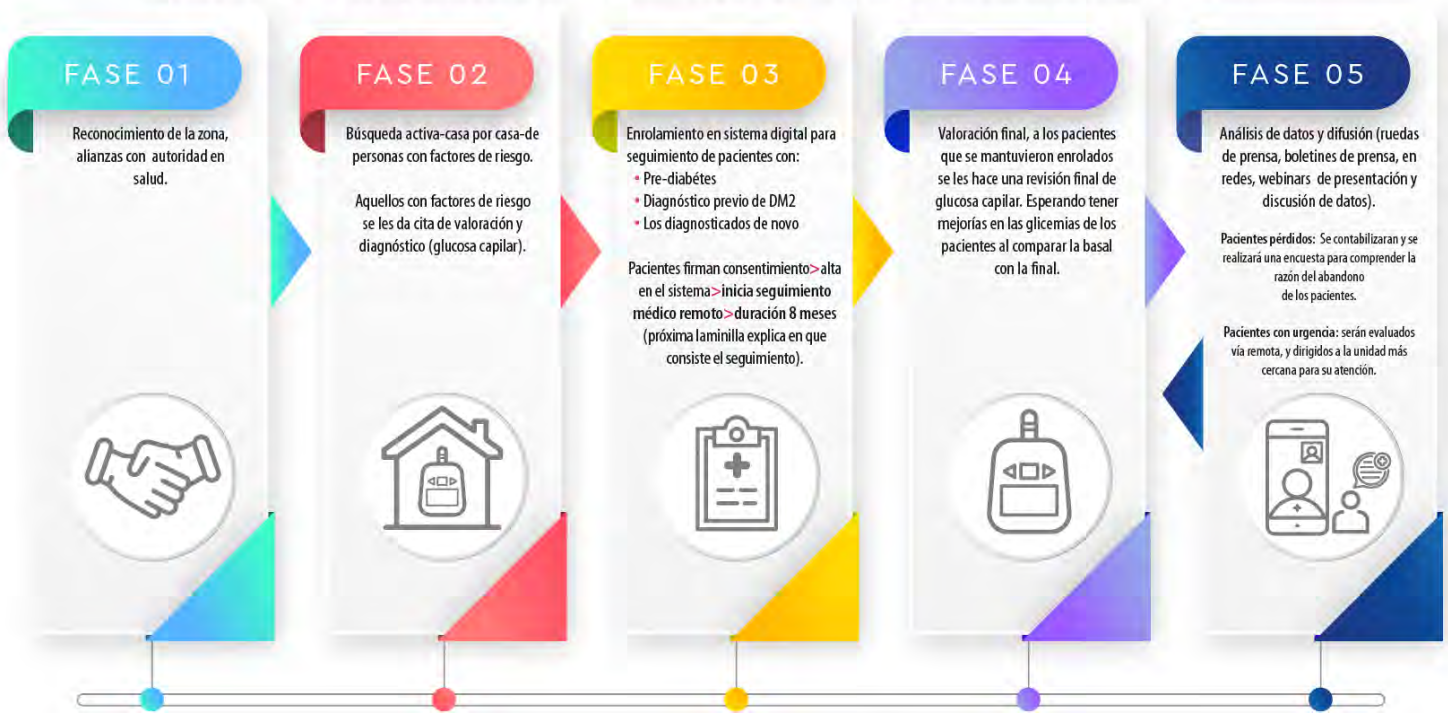 FASE 01
Reconocimiento de la zona,
alianzas con autoridad en
salud.
FASE 02
Búsqueda activa-casa por casa-de
personas con factores de riesgo.
Aquellos con factores de riesgo
se les da cita de valoración y
diagnóstico (glucosa capilar).
FASE 03
Enrolamiento en sistema digital para
seguimiento de pacientes con:
• Pre-diabétes
• Diagnóstico previo de DM2
• Los diagnosticados de novo
Pacientes firman consentimiento>alta
en el sistema>inicia seguimiento
médico remoto>duración 8 meses
(próxima laminilla explica en que
consiste el seguimiento).
FASE 04
Valoración final, a los pacientes
que se mantuvieron enrolados
se les hace una revisión final de
glucosa capilar. Esperando tener
mejorías en las glicemias de los
pacientes al comparar la basal
con la final.
FASE 05
Análisis de datos y difusión (ruedas
de prensa, boletines de prensa, en
redes, webinars de presentación y
discusión de datos).
Pacientes pérdidos: Se contabilizaran y se
realizará una encuesta para comprender la
razón del abandono
de los pacientes.
Pacientes con urgencia: serán evaluados
vía remota, y dirigidos a la unidad más
cercana para su atención.